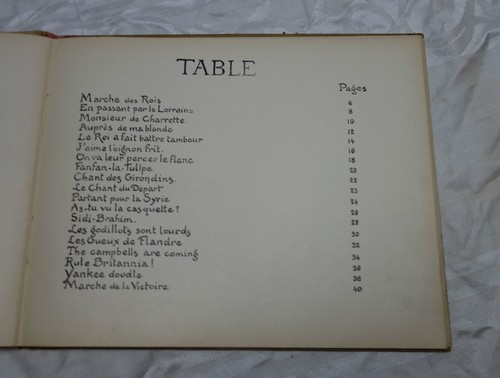 TABLE
Pages
Marche des Rois 6
En passant par la Lorraine 8
Monsieur de Charrette 10
Auprès de ma blonde 12
Le Roi a fait battre tambour 14
J'aime l'oignon frit. 16
On va leur percer le flanc 18
Fanfan-la-Tulipe 20
Chant des Girondins. 22
Le Chant du Depart 23
Partant pour la Syrie 24
As-tu vu la casquette? 26
Sidi-Brahim. 28
Les godillots sont lourds 30
Les Gueux de Flandre 32
The campbells are coming 34
Rule Britannia! 36
Yankee doodle 38
Marche de la Victoire 40